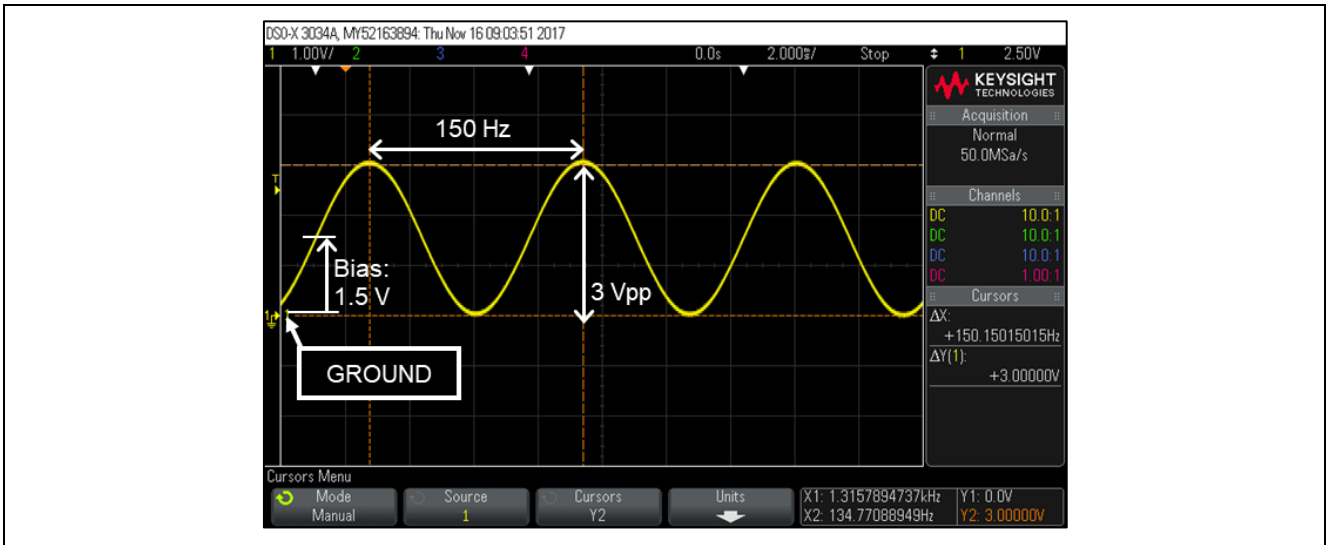 DSO-X 3034A, MY52163894: Thu Nov 16 09:03:51 2017
1 1.00V/ 2 3 4 0.0s 2.000s/ Stop 1 2.50V
KEYSIGHT
TECHNOLOGIES
Acquisition
Normal
50.0MSa/s
Channels
DC 10.0:1
DC 10.0:1
DC 10.0:1
DC 1.00:1
Cursors
ΔX:
+150.15015015Hz
ΔY(1):
+3.00000V
150 Hz
T
Bias:
1.5 V
3 Vpp
1
GROUND
Cursors Menu
Mode
Manual
Source
1
Cursors
Y2
Units
X1: 1.3157894737kHz
X2: 134.77088949Hz
Y1: 0.0V
Y2: 3.00000V